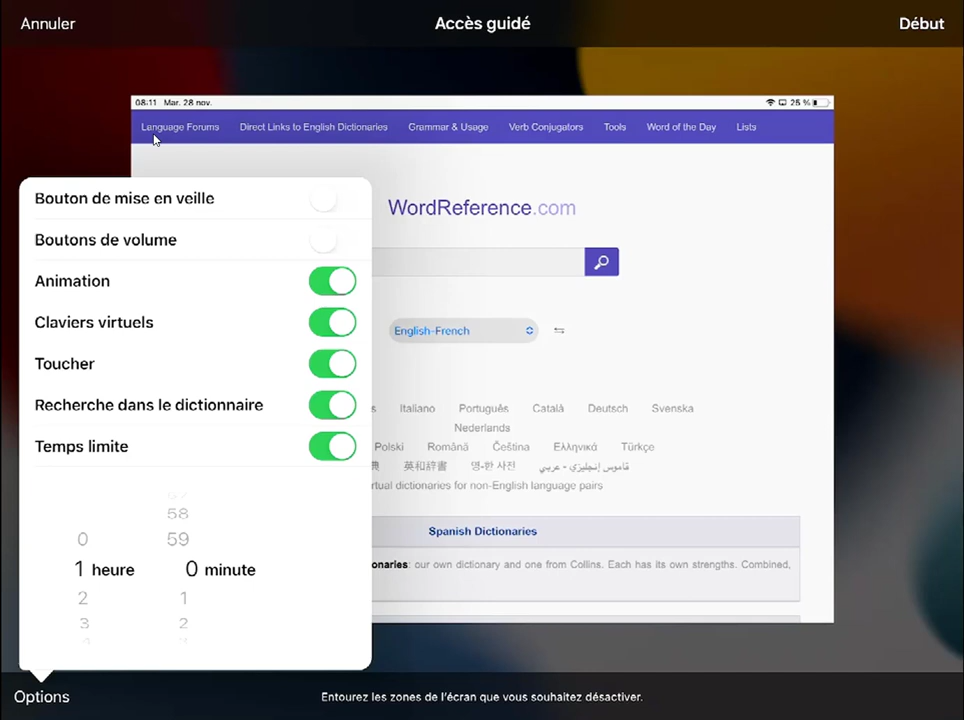 Annuler
Accès guidé
Début
08:11 Mar. 28 nov.
25 %
Language Forums
Direct Links to English Dictionaries
Grammar & Usage
Verb Conjugators
Tools
Word of the Day
Lists
WordReference.com
English-French
s Italiano Português Català Deutsch Svenska
Nederlands
Polski Română Čeština Ελληνικά Türkçe
典 英和辞書 영-한 사전 قاموس إنجليزي - عربي
rtual dictionaries for non-English language pairs
Spanish Dictionaries
onaries: our own dictionary and one from Collins. Each has its own strengths. Combined,
Bouton de mise en veille
Boutons de volume
Animation
Claviers virtuels
Toucher
Recherche dans le dictionnaire
Temps limite
58
0 59
1 heure 0 minute
2 1
3 2
Options
Entourez les zones de l'écran que vous souhaitez désactiver.